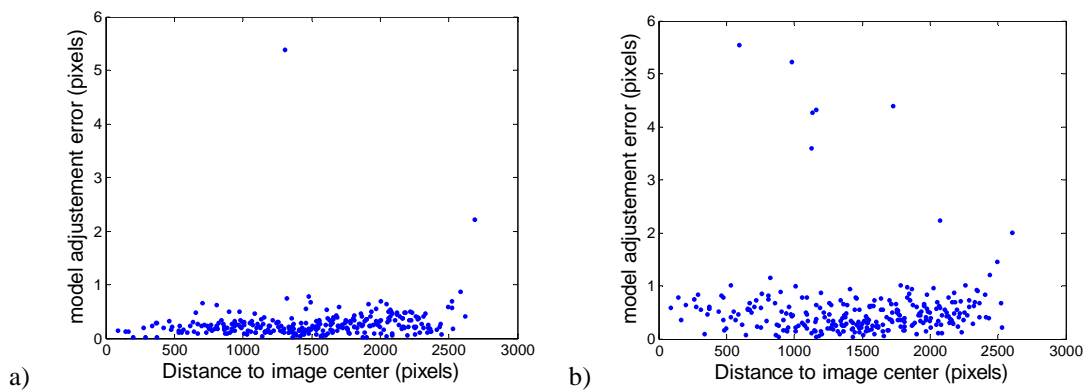 a)
model adjustement error (pixels)
6
5
4
3
2
1
0
0 500 1000 1500 2000 2500 3000
Distance to image center (pixels)
b)
model adjustement error (pixels)
6
5
4
3
2
1
0
0 500 1000 1500 2000 2500 3000
Distance to image center (pixels)